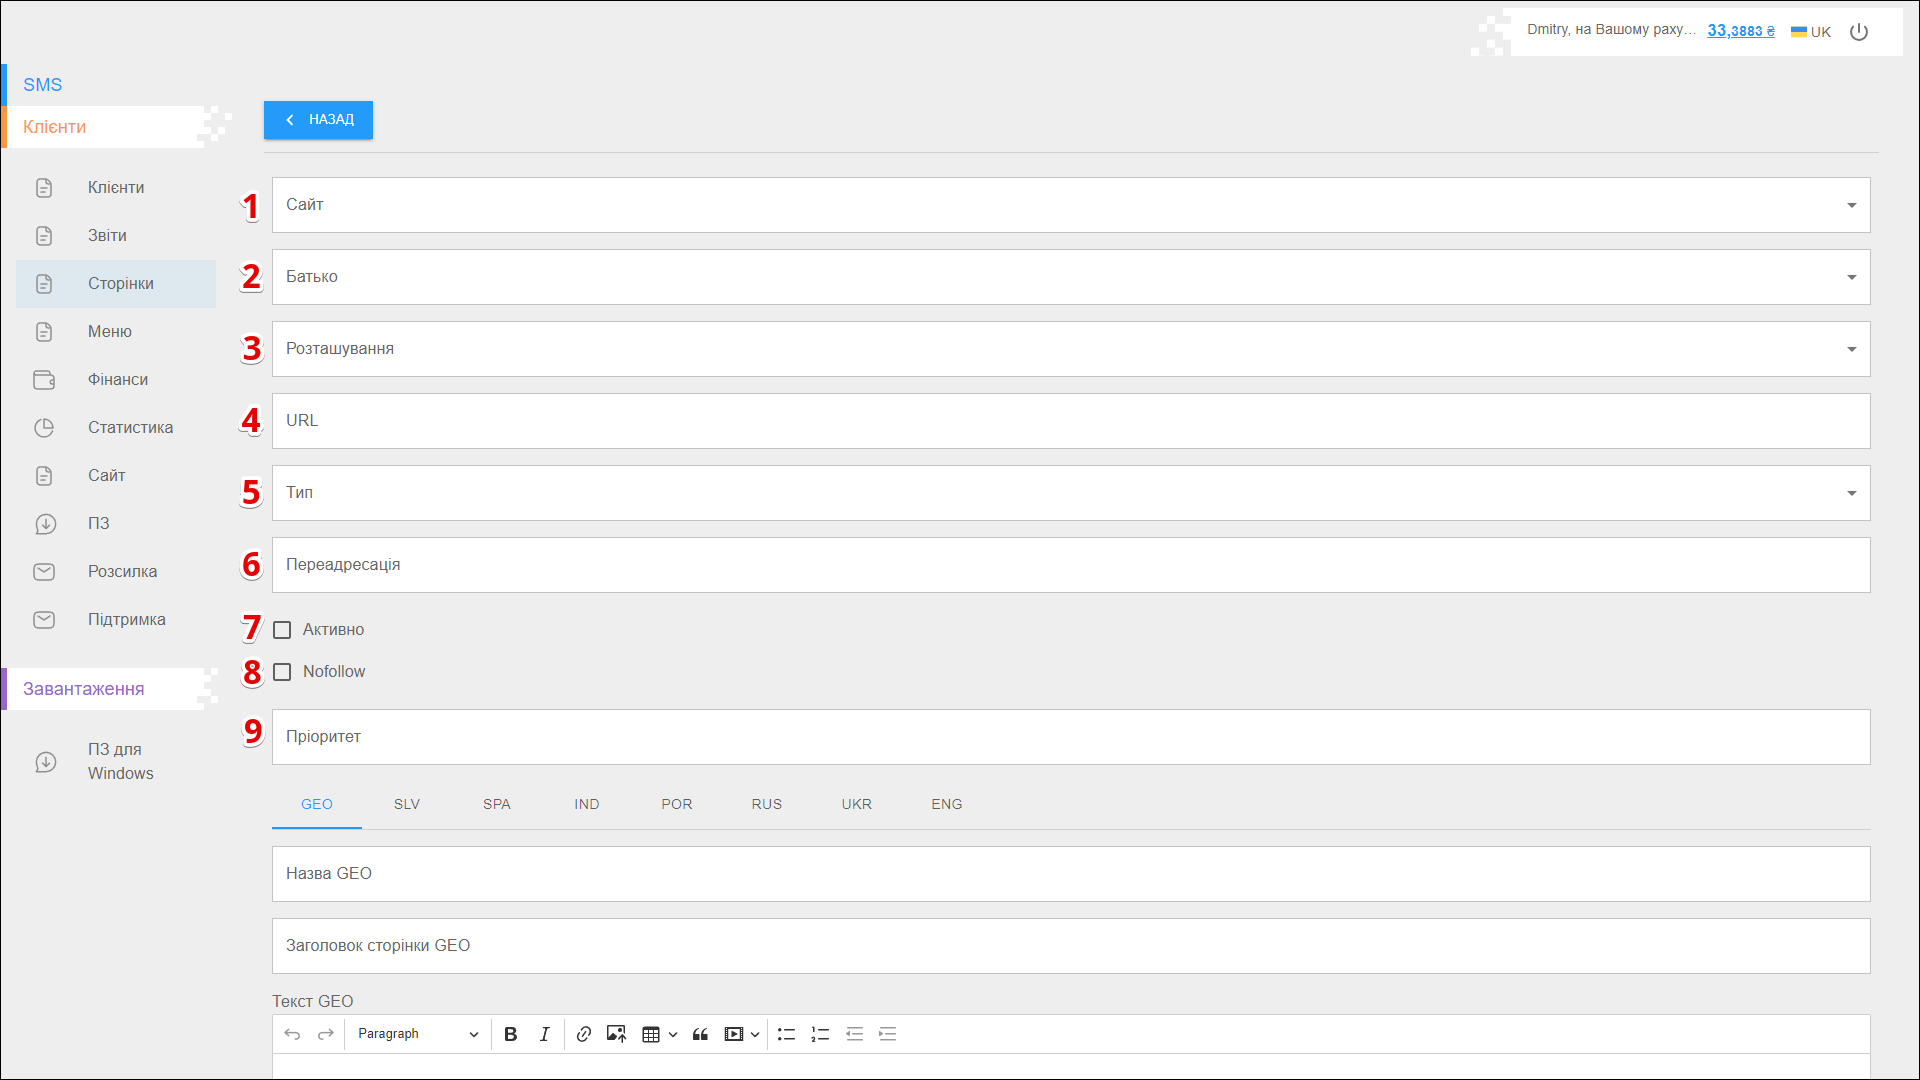 Dmitry, на Вашому раху... 33,3883 ₴ UK
SMS
Клієнти
Клієнти
Звіти
Сторінки
Меню
Фінанси
Статистика
Сайт
ПЗ
Розсилка
Підтримка
Завантаження
ПЗ для
Windows
НАЗАД
1 Сайт
2 Батько
3 Розташування
4 URL
5 Тип
6 Переадресація
7 Активно
8 Nofollow
9 Пріоритет
GEO SLV SPA IND POR RUS UKR ENG
Назва GEO
Заголовок сторінки GEO
Текст GEO
Paragraph B I